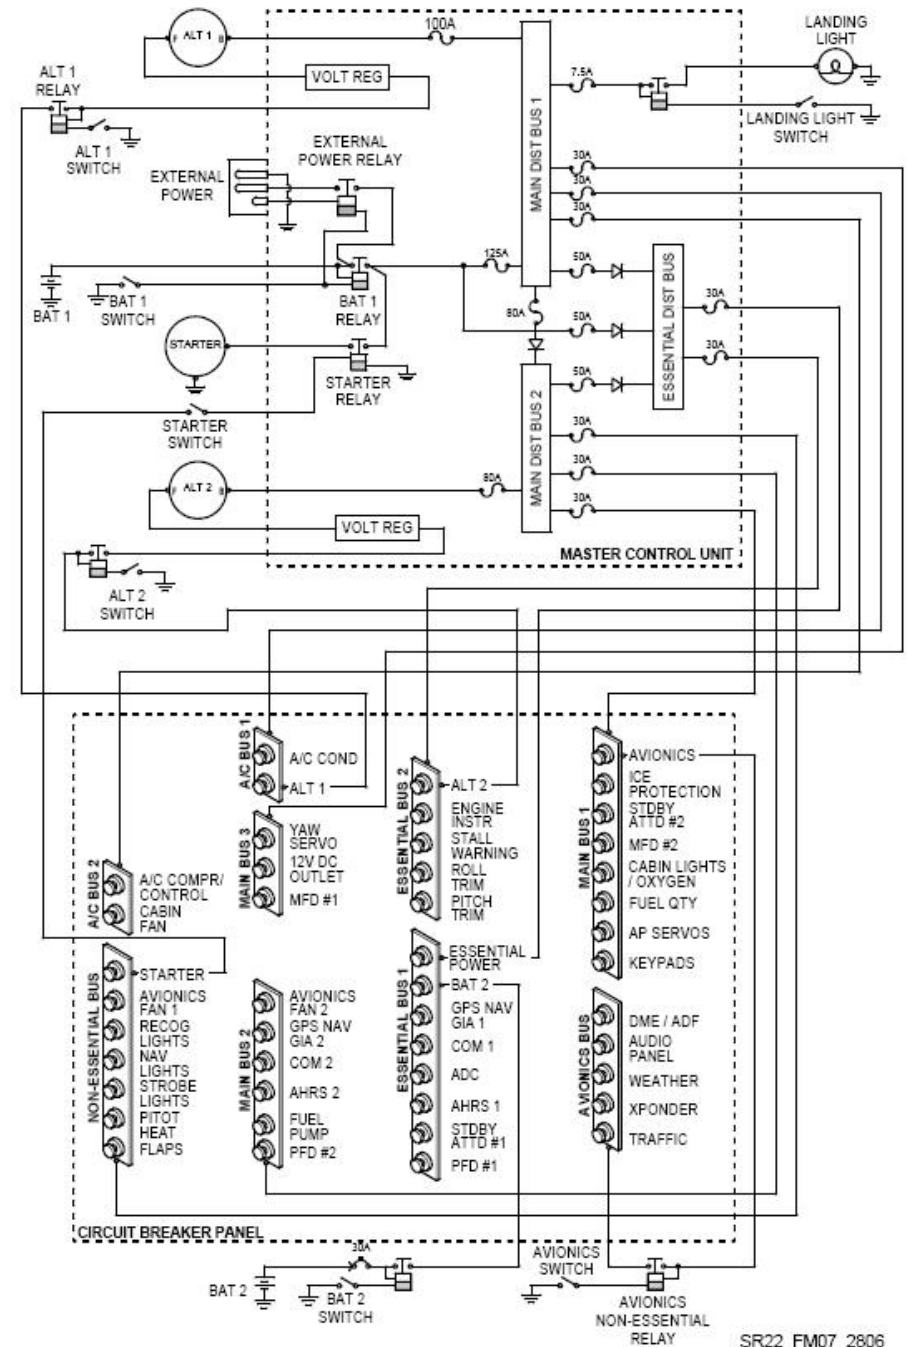 ALT 1
F
B
100A
VOLT REG
ALT 1
RELAY
ALT 1
SWITCH
EXTERNAL
POWER
EXTERNAL
POWER RELAY
MAIN DIST BUS 1
7.5A
LANDING
LIGHT
LANDING LIGHT
SWITCH
30A
30A
30A
125A
50A
ESSENTIAL DIST BUS
30A
BAT 1
BAT 1
SWITCH
BAT 1
RELAY
80A
50A
30A
STARTER
STARTER
RELAY
STARTER
SWITCH
50A
MAIN DIST BUS 2
30A
30A
30A
F
ALT 2
B
80A
VOLT REG
MASTER CONTROL UNIT
ALT 2
SWITCH
A/C BUS 1
A/C COND
ALT 1
MAIN BUS 3
YAW
SERVO
12V DC
OUTLET
MFD #1
ESSENTIAL BUS 2
ALT 2
ENGINE
INSTR
STALL
WARNING
ROLL
TRIM
PITCH
TRIM
MAIN BUS 1
AVIONICS
ICE
PROTECTION
STDBY
ATTD #2
MFD #2
CABIN LIGHTS
/ OXYGEN
FUEL QTY
AP SERVOS
KEYPADS
A/C BUS 2
A/C COMPR/
CONTROL
CABIN
FAN
NON-ESSENTIAL BUS
STARTER
AVIONICS
FAN 1
RECOG
LIGHTS
NAV
LIGHTS
STROBE
LIGHTS
PITOT
HEAT
FLAPS
MAIN BUS 2
AVIONICS
FAN 2
GPS NAV
GIA 2
COM 2
AHRS 2
FUEL
PUMP
PFD #2
ESSENTIAL BUS 1
ESSENTIAL
POWER
BAT 2
GPS NAV
GIA 1
COM 1
ADC
AHRS 1
STDBY
ATTD #1
PFD #1
AVIONICS BUS
DME / ADF
AUDIO
PANEL
WEATHER
XPONDER
TRAFFIC
CIRCUIT BREAKER PANEL
30A
BAT 2
BAT 2
SWITCH
AVIONICS
SWITCH
AVIONICS
NON-ESSENTIAL
RELAY
SR22_FM07_2806